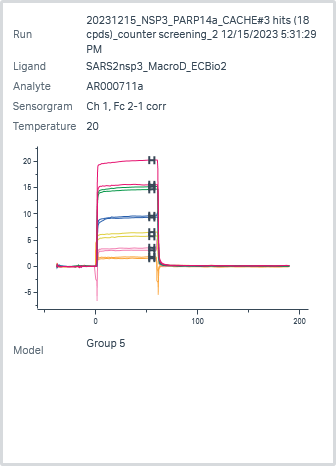 Run
20231215_NSP3_PARP14a_CACHE#3 hits (18
cpds)_counter screening_2 12/15/2023 5:31:29
PM
Ligand SARS2nsp3_MacroD_ECBio2
Analyte AR000711a
Sensorgram Ch 1, Fc 2-1 corr
Temperature 20
20
15
10
5
0
-5
0 100 200
Model Group 5